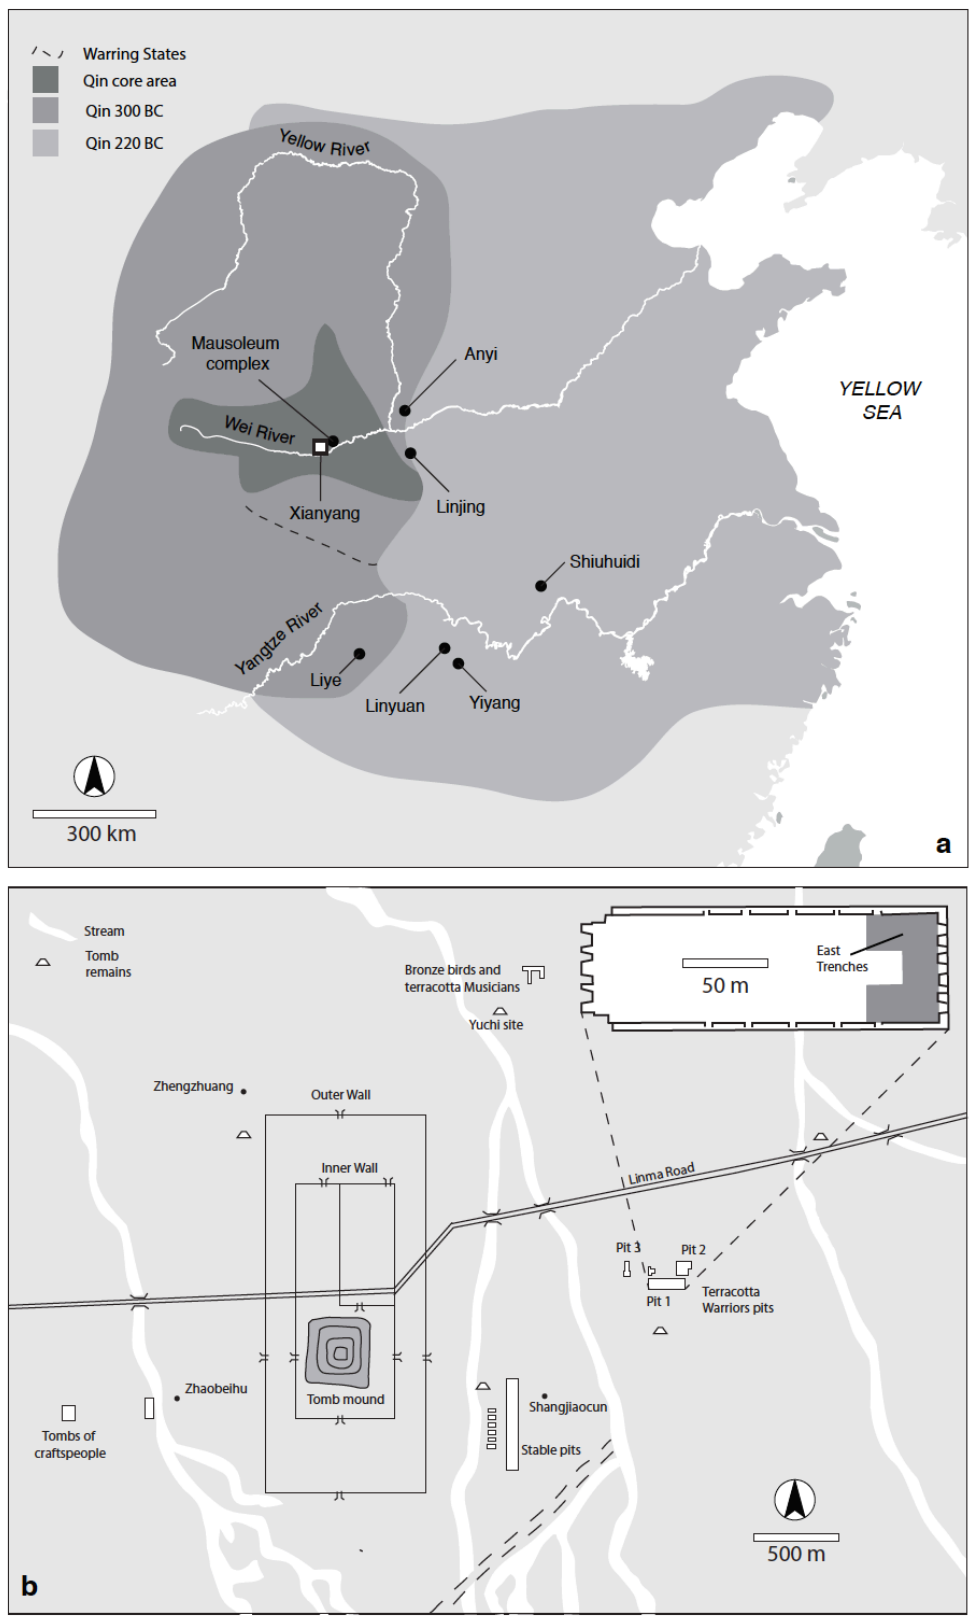 Warring States
Qin core area
Qin 300 BC
Qin 220 BC
Yellow River
Mausoleum
complex
Anyi
YELLOW
SEA
Wei River
Xianyang
Linjing
Shiuhuidi
Yangtze River
Liye
Linyuan
Yiyang
300 km
a
Stream
Tomb
remains
Bronze birds and
terracotta Musicians
Yuchi site
East
Trenches
50 m
Zhengzhuang
Outer Wall
Inner Wall
Linma Road
Pit 3
Pit 2
Pit 1
Terracotta
Warriors pits
Zhaobeihu
Tomb mound
Shangjiaocun
Tombs of
craftspeople
Stable pits
500 m
b